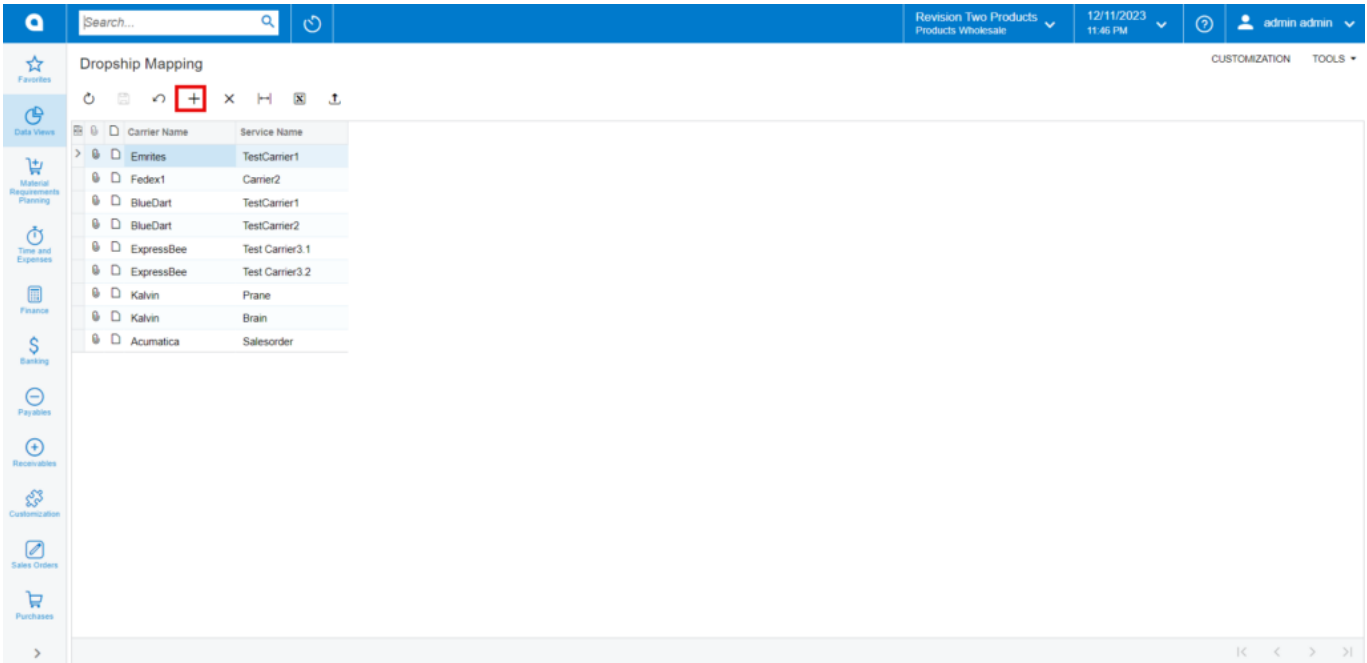 Search...
Revision Two Products
Products Wholesale
12/11/2023
11:46 PM
admin admin
Favorites
Data Views
Material
Requirements
Planning
Time and
Expenses
Finance
Banking
Payables
Receivables
Customization
Sales Orders
Purchases
Dropship Mapping
CUSTOMIZATION TOOLS
Carrier Name Service Name
Emrites TestCarrier1
Fedex1 Carrier2
BlueDart TestCarrier1
BlueDart TestCarrier2
ExpressBee Test Carrier3.1
ExpressBee Test Carrier3.2
Kalvin Prane
Kalvin Brain
Acumatica Salesorder